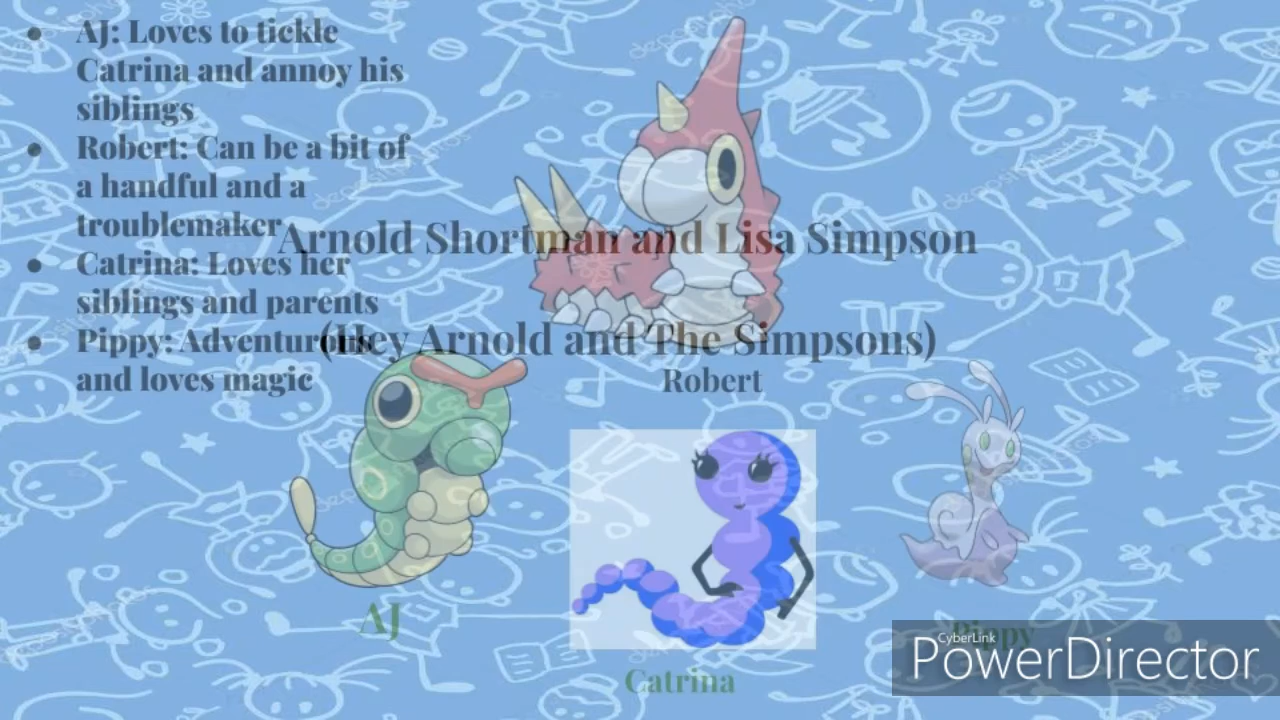 AJ: Loves to tickle
Catrina and annoy his
siblings
Robert: Can be a bit of
a handful and a
troublemaker
Catrina: Loves her
siblings and parents
Pippy: Adventurous
and loves magic
Arnold Shortman and Lisa Simpson
(Hey Arnold and The Simpsons)
Robert
AJ
Catrina
Pippy
CyberLink
PowerDirector
depositphotos